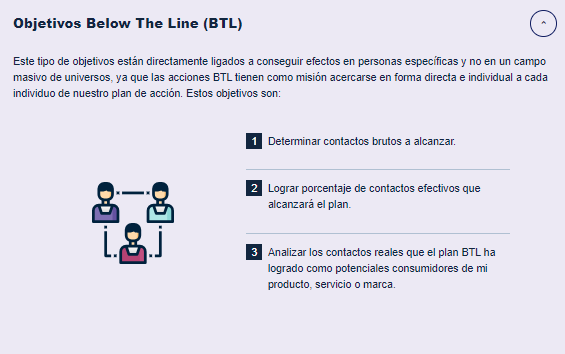 Objetivos Below The Line (BTL)
Este tipo de objetivos están directamente ligados a conseguir efectos en personas específicas y no en un campo
masivo de universos, ya que las acciones BTL tienen como misión acercarse en forma directa e individual a cada
individuo de nuestro plan de acción. Estos objetivos son:
1 Determinar contactos brutos a alcanzar.
2 Lograr porcentaje de contactos efectivos que
alcanzará el plan.
3 Analizar los contactos reales que el plan BTL ha
logrado como potenciales consumidores de mi
producto, servicio o marca.